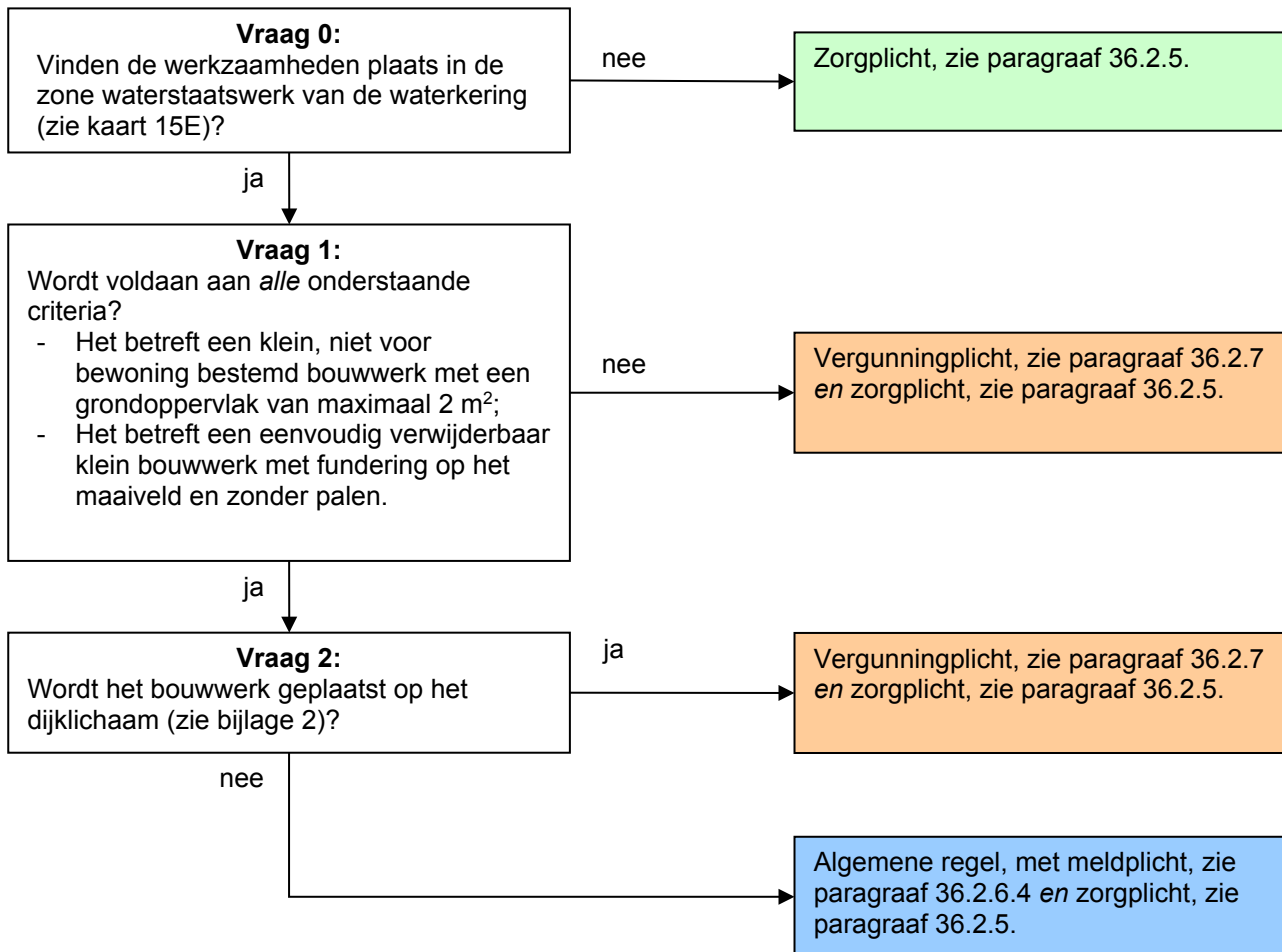 Vraag 0:
Vinden de werkzaamheden plaats in de
zone waterstaatswerk van de waterkering
(zie kaart 15E)?
nee
Zorgplicht, zie paragraaf 36.2.5.
ja
Vraag 1:
Wordt voldaan aan alle onderstaande
criteria?
- Het betreft een klein, niet voor
bewoning bestemd bouwwerk met een
grondoppervlak van maximaal 2 m²;
- Het betreft een eenvoudig verwijderbaar
klein bouwwerk met fundering op het
maaiveld en zonder palen.
nee
Vergunningplicht, zie paragraaf 36.2.7
en zorgplicht, zie paragraaf 36.2.5.
ja
Vraag 2:
Wordt het bouwwerk geplaatst op het
dijklichaam (zie bijlage 2)?
ja
Vergunningplicht, zie paragraaf 36.2.7
en zorgplicht, zie paragraaf 36.2.5.
nee
Algemene regel, met meldplicht, zie
paragraaf 36.2.6.4 en zorgplicht, zie
paragraaf 36.2.5.